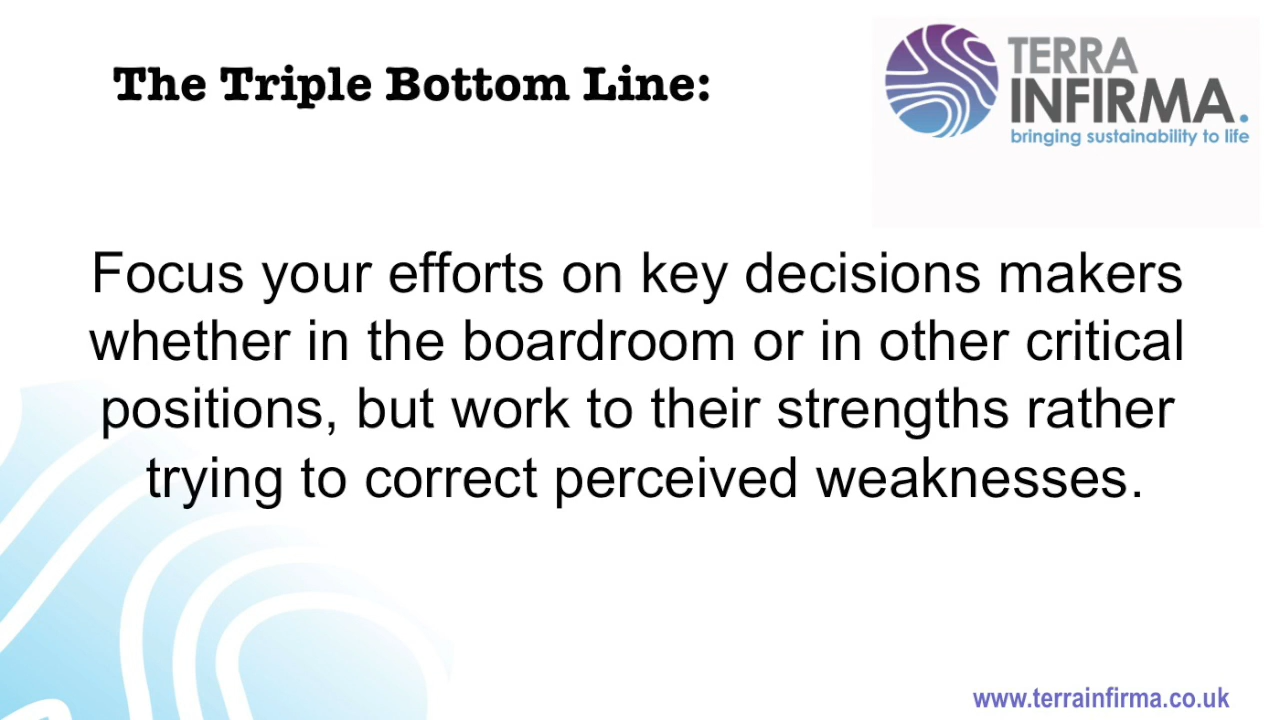 The Triple Bottom Line:
TERRA
INFIRMA.
bringing sustainability to life
Focus your efforts on key decisions makers
whether in the boardroom or in other critical
positions, but work to their strengths rather
trying to correct perceived weaknesses.
www.terrainfirma.co.uk